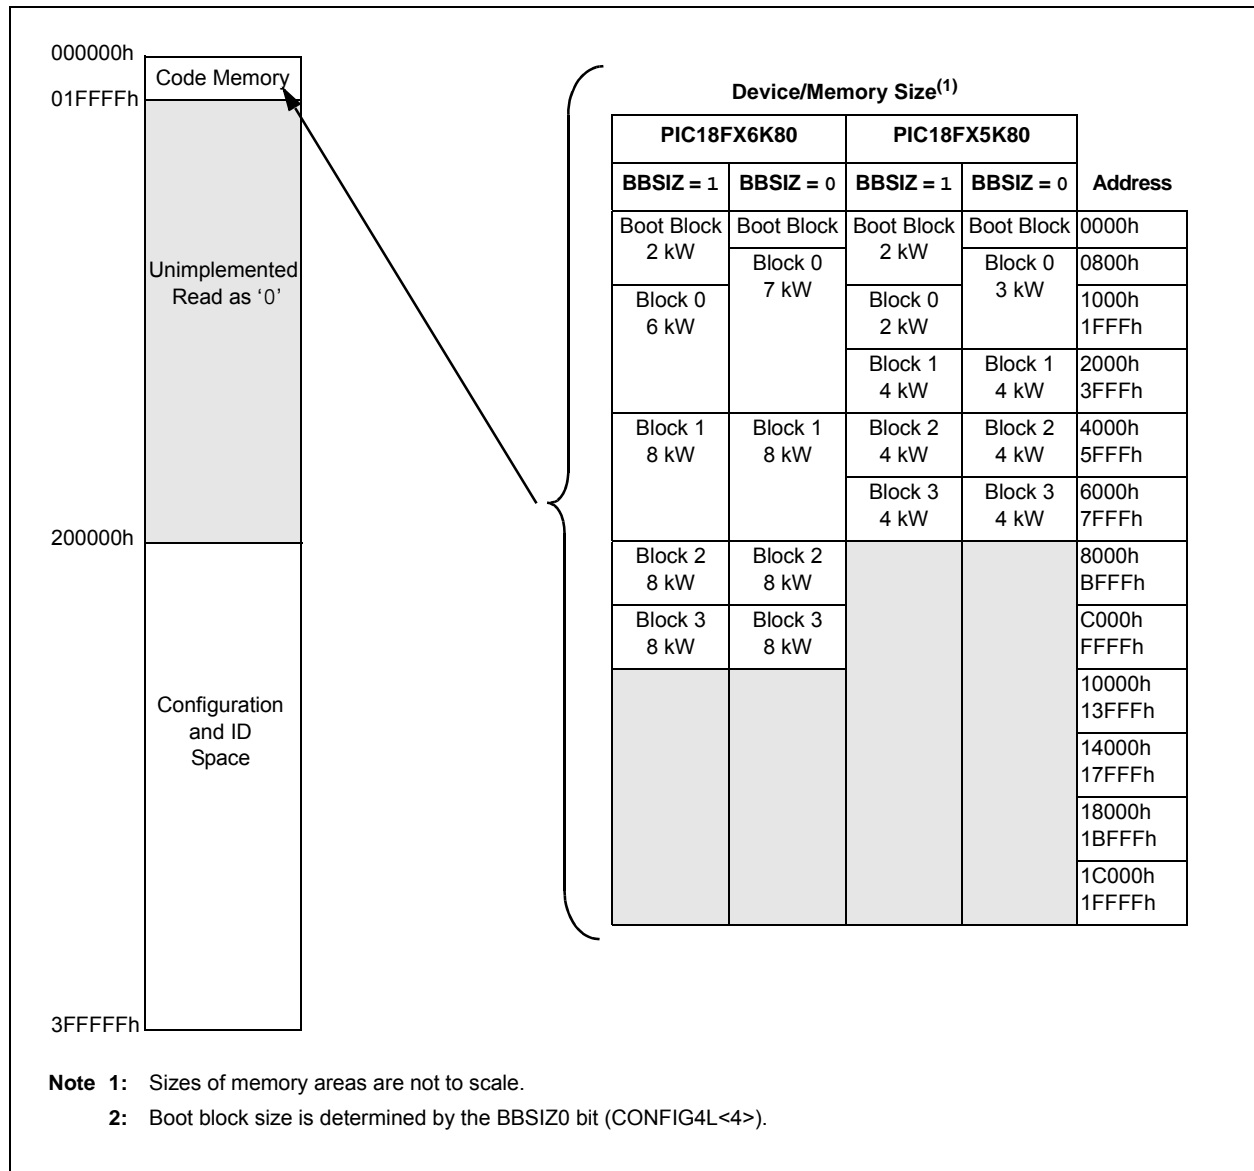 000000h
Code Memory
01FFFFh
Unimplemented
Read as ‘0’
200000h
Configuration
and ID
Space
3FFFFFh
Device/Memory Size(1)
PIC18FX6K80 PIC18FX5K80
BBSIZ = 1 BBSIZ = 0 BBSIZ = 1 BBSIZ = 0 Address
Boot Block Boot Block Boot Block Boot Block 0000h
2 kW 2 kW
Block 0 Block 0 0800h
7 kW 3 kW
Block 0 Block 0 1000h
6 kW 2 kW 1FFFh
Block 1 Block 1 2000h
4 kW 4 kW 3FFFh
Block 1 Block 1 Block 2 Block 2 4000h
8 kW 8 kW 4 kW 4 kW 5FFFh
Block 3 Block 3 6000h
4 kW 4 kW 7FFFh
Block 2 Block 2 8000h
8 kW 8 kW BFFFh
Block 3 Block 3 C000h
8 kW 8 kW FFFFh
10000h
13FFFh
14000h
17FFFh
18000h
1BFFFh
1C000h
1FFFFh
Note 1: Sizes of memory areas are not to scale.
2: Boot block size is determined by the BBSIZ0 bit (CONFIG4L<4>).